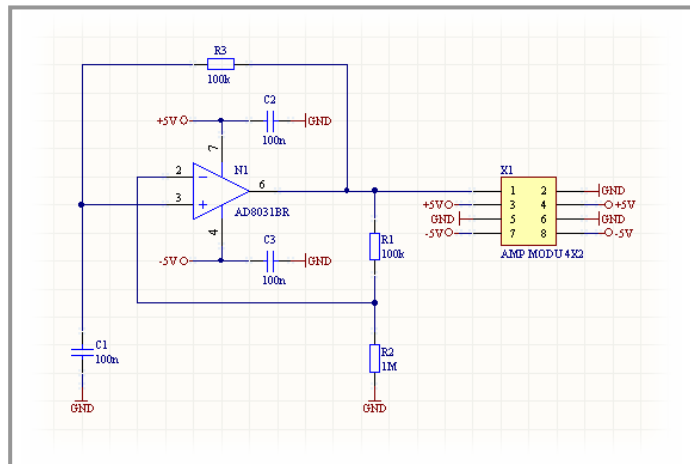 R3
100k
C2
+5V
GND
100n
7
2
N1
6
3
AD8031BR
4
C3
-5V
GND
100n
X1
1 2 GND
+5V 3 4 +5V
GND 5 6 GND
-5V 7 8 -5V
AMP MODU 4X2
R1
100k
C1
100n
R2
1M
GND
GND